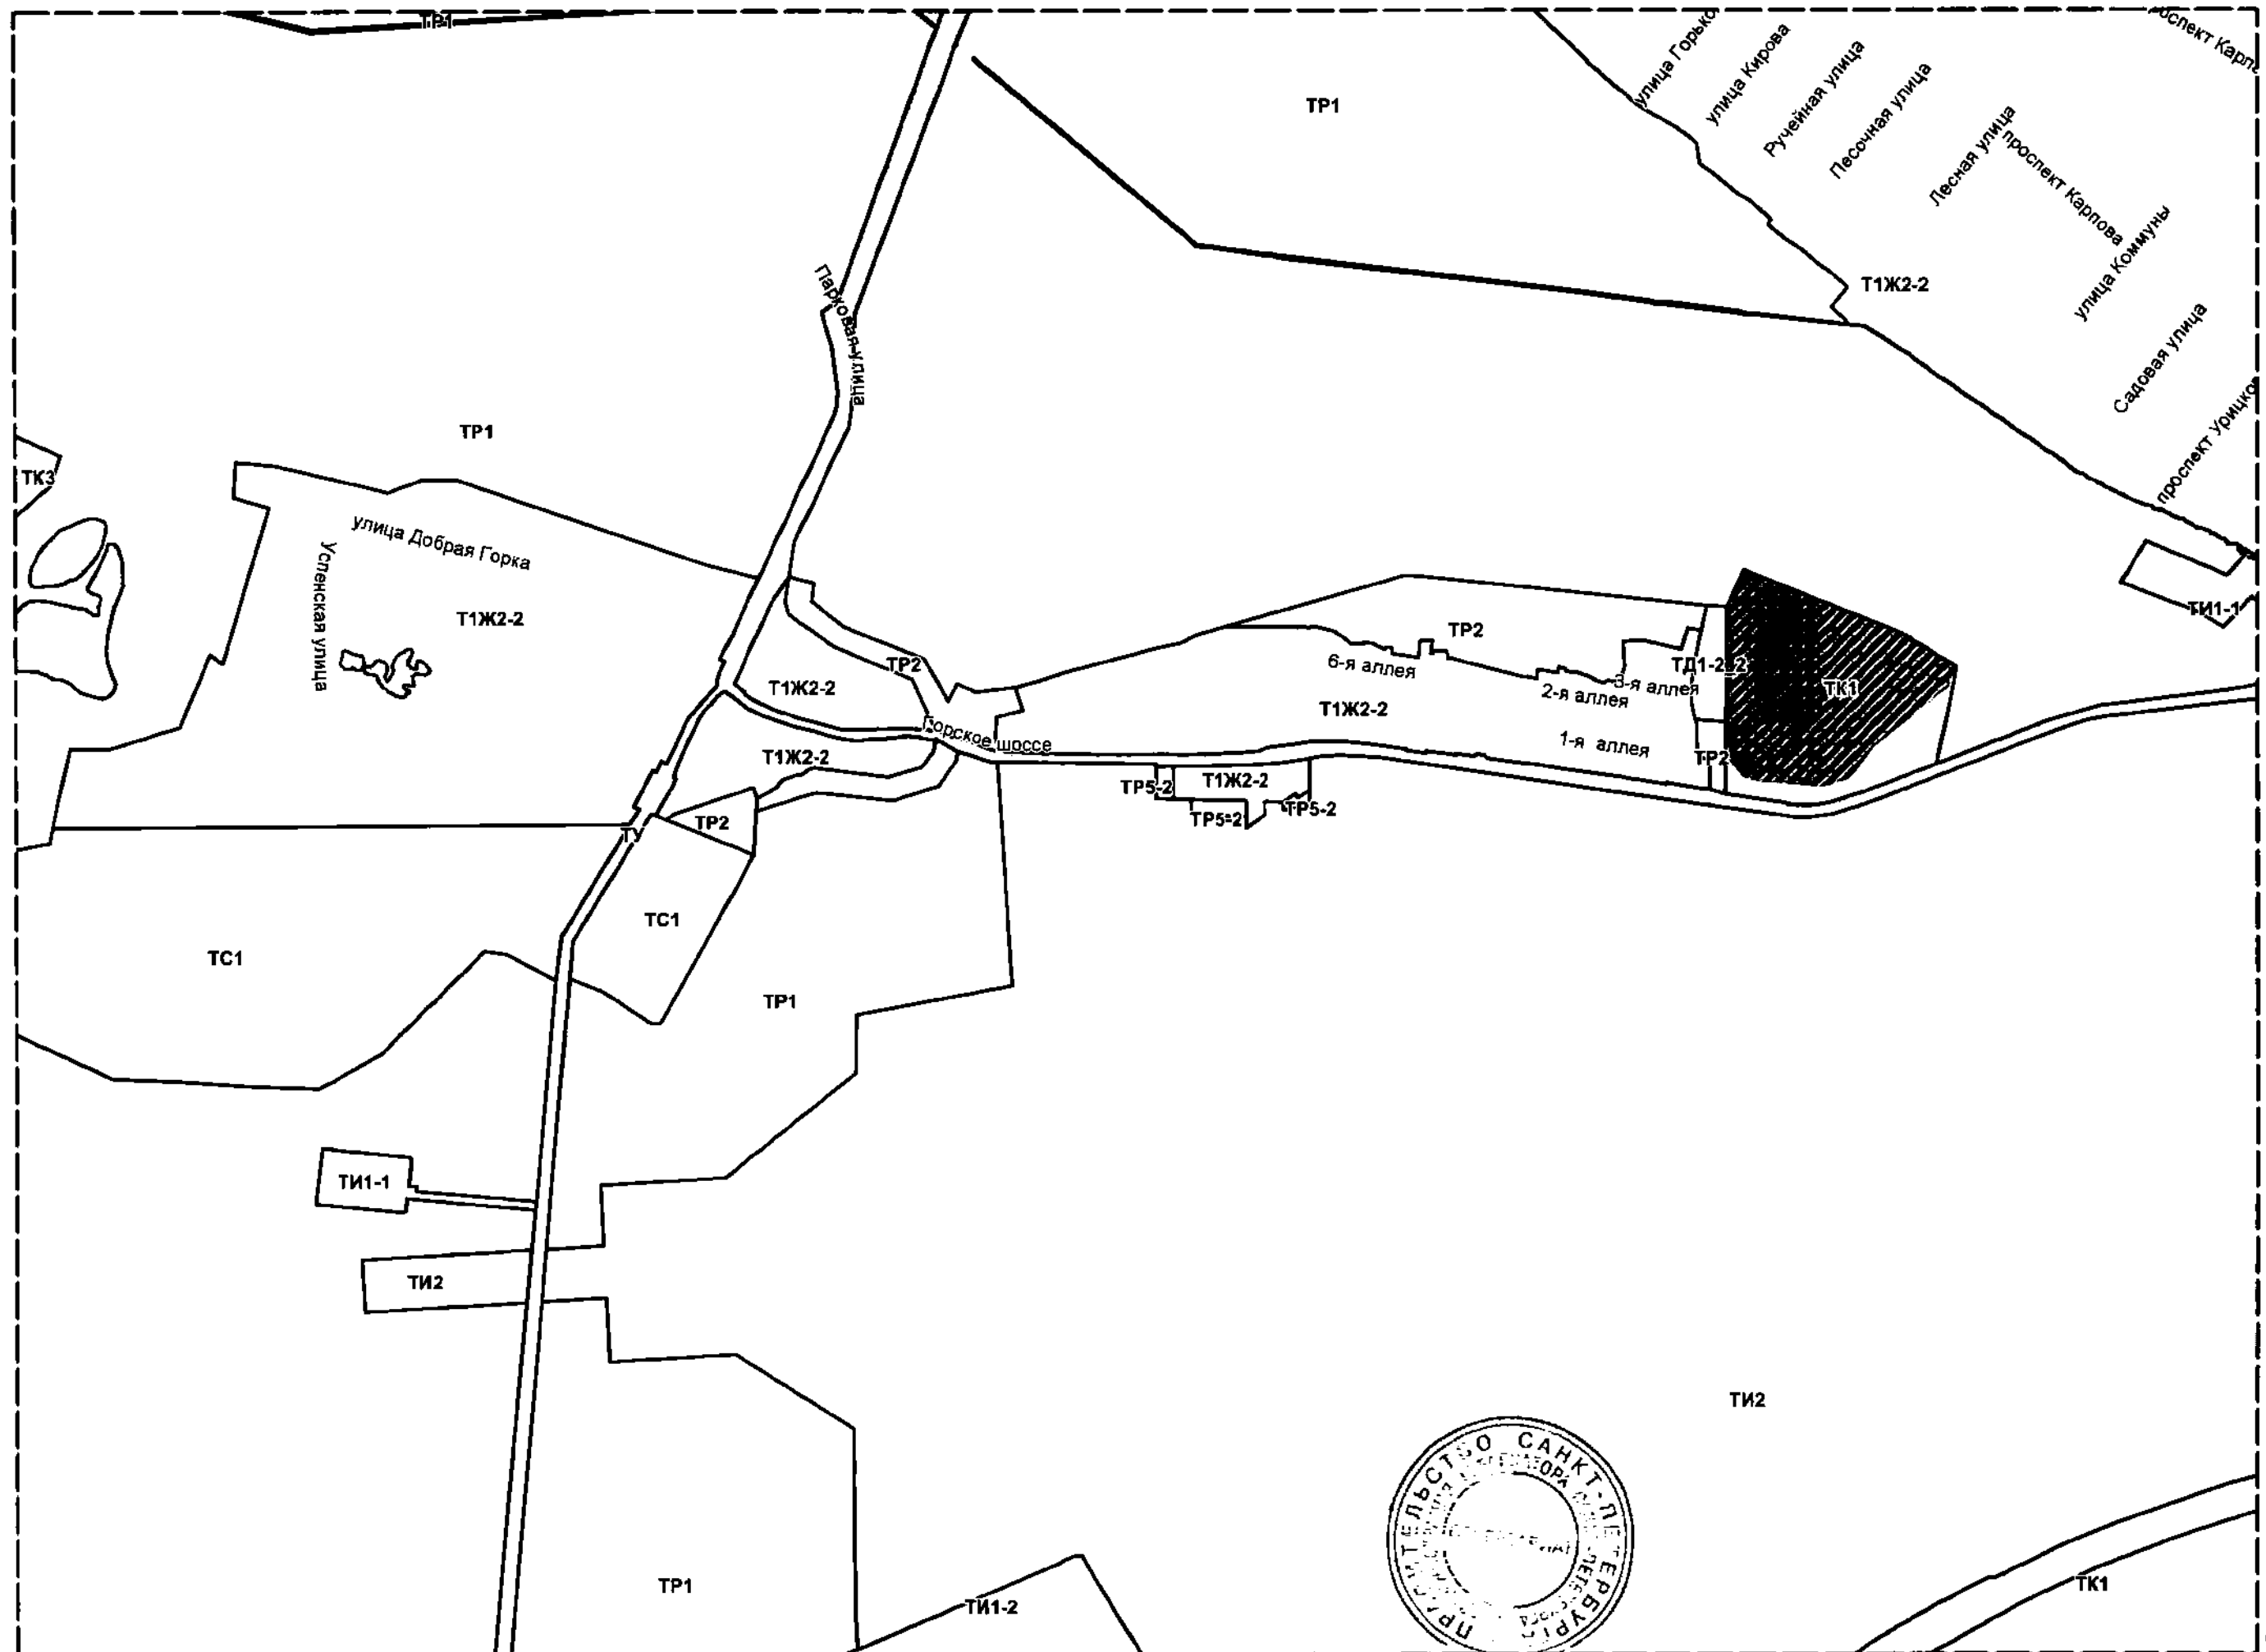 ТР1
улица Горько
улица Кирова
Ручейная улица
Песочная улица
Лесная улица
проспект Карпова
улица Коммуны
Садовая улица
проспект Урицко
ТР1
Т1Ж2-2
Парковая улица
ТР1
ТК3
улица Добрая Горка
Успенская улица
Т1Ж2-2
ТИ1-1
ТР2
Т1Ж2-2
Горское шоссе
Т1Ж2-2
ТР2
6-я аллея
2-я аллея
3-я аллея
ТД1-2_2
ТК1
Т1Ж2-2
1-я аллея
ТР2
ТР5-2
Т1Ж2-2
ТР5-2
ТР5-2
ТУ
ТР2
ТС1
ТС1
ТР1
ТИ1-1
ТИ2
ТИ2
ПРАВИТЕЛЬСТВО САНКТ-ПЕТЕРБУРГА
ТР1
ТИ1-2
ТК1